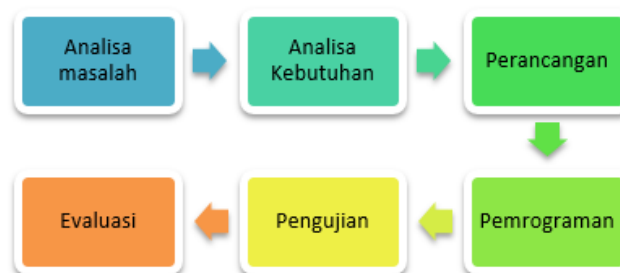 Analisa
masalah
Analisa
Kebutuhan
Perancangan
Pemrograman
Pengujian
Evaluasi